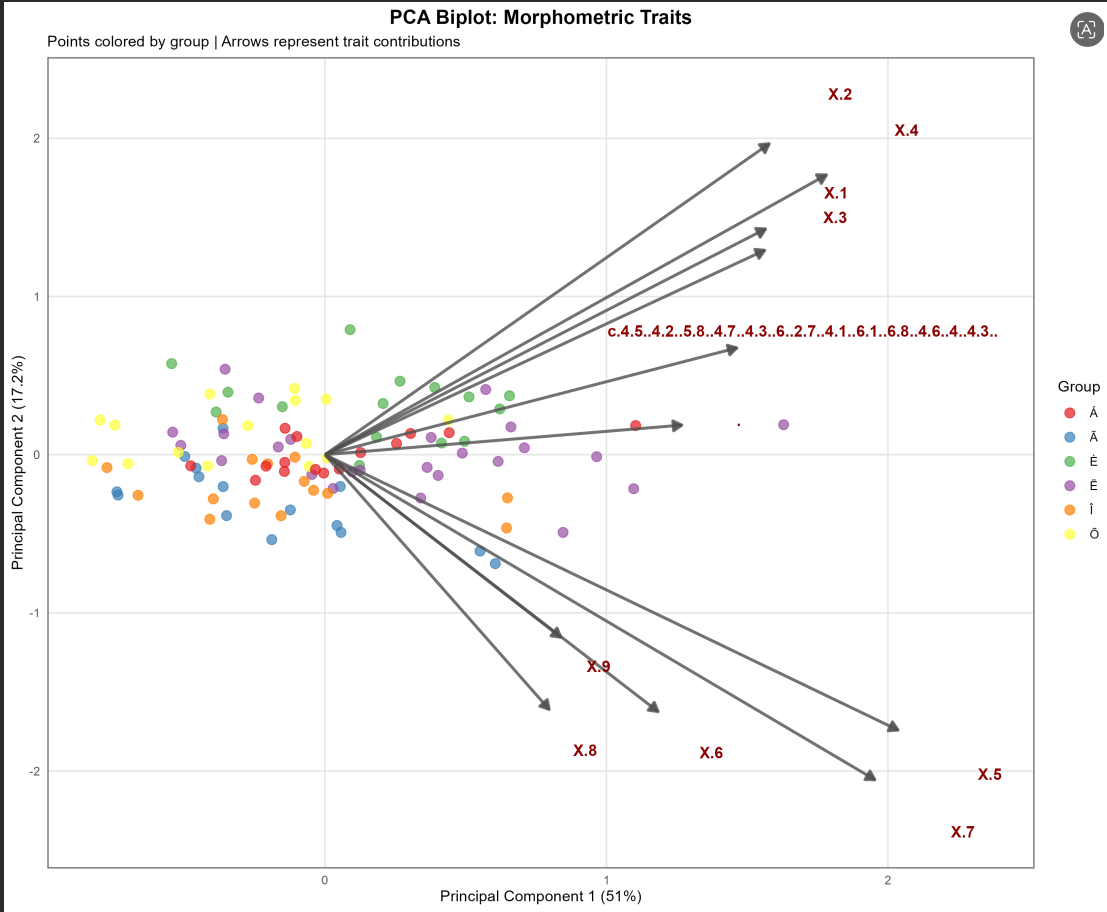 PCA Biplot: Morphometric Traits
Points colored by group | Arrows represent trait contributions
X.2
X.4
X.1
X.3
c.4.5..4.2..5.8..4.7..4.3..6..2.7..4.1..6.1..6.8..4.6..4..4.3..
.
X.9
X.8
X.6
X.5
X.7
2
1
0
-1
-2
Principal Component 2 (17.2%)
0
1
2
Principal Component 1 (51%)
Group
Á
Ã
È
Ë
Î
Õ